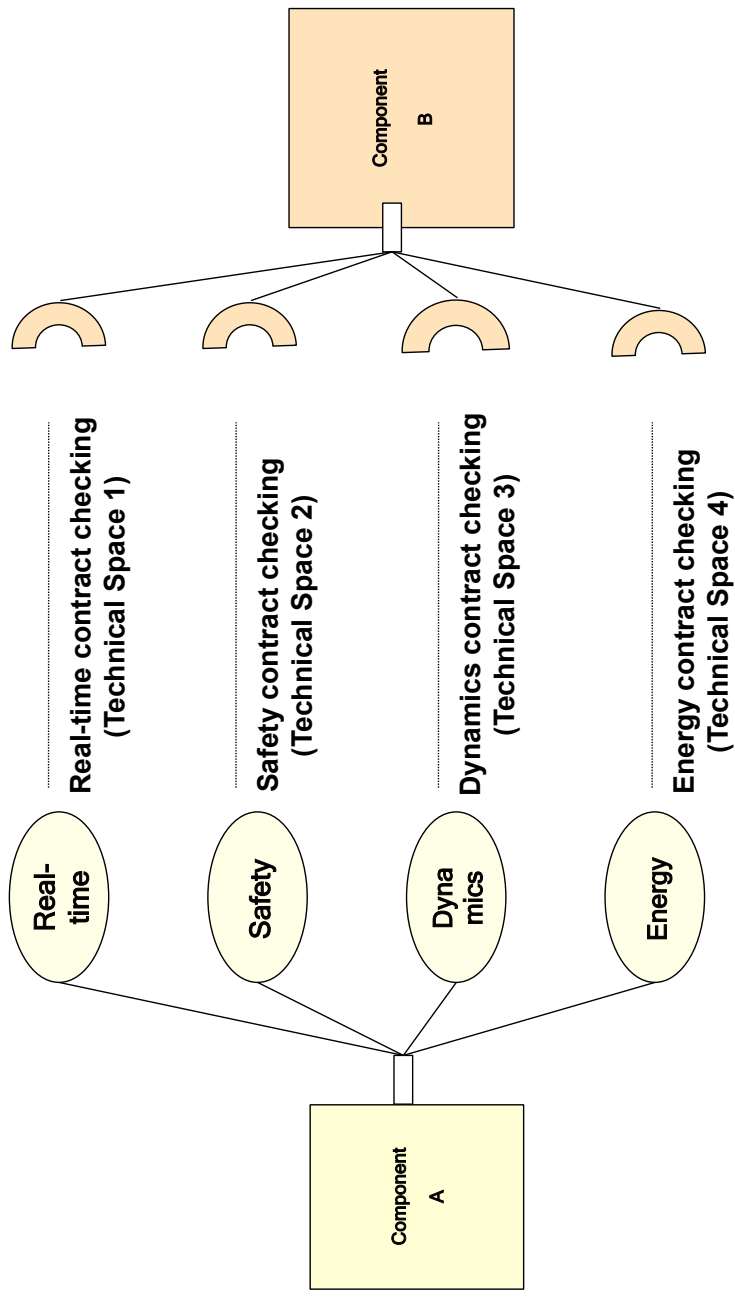 Component
A
Real-
time
Safety
Dyna
mics
Energy
Real-time contract checking
(Technical Space 1)
Safety contract checking
(Technical Space 2)
Dynamics contract checking
(Technical Space 3)
Energy contract checking
(Technical Space 4)
Component
B